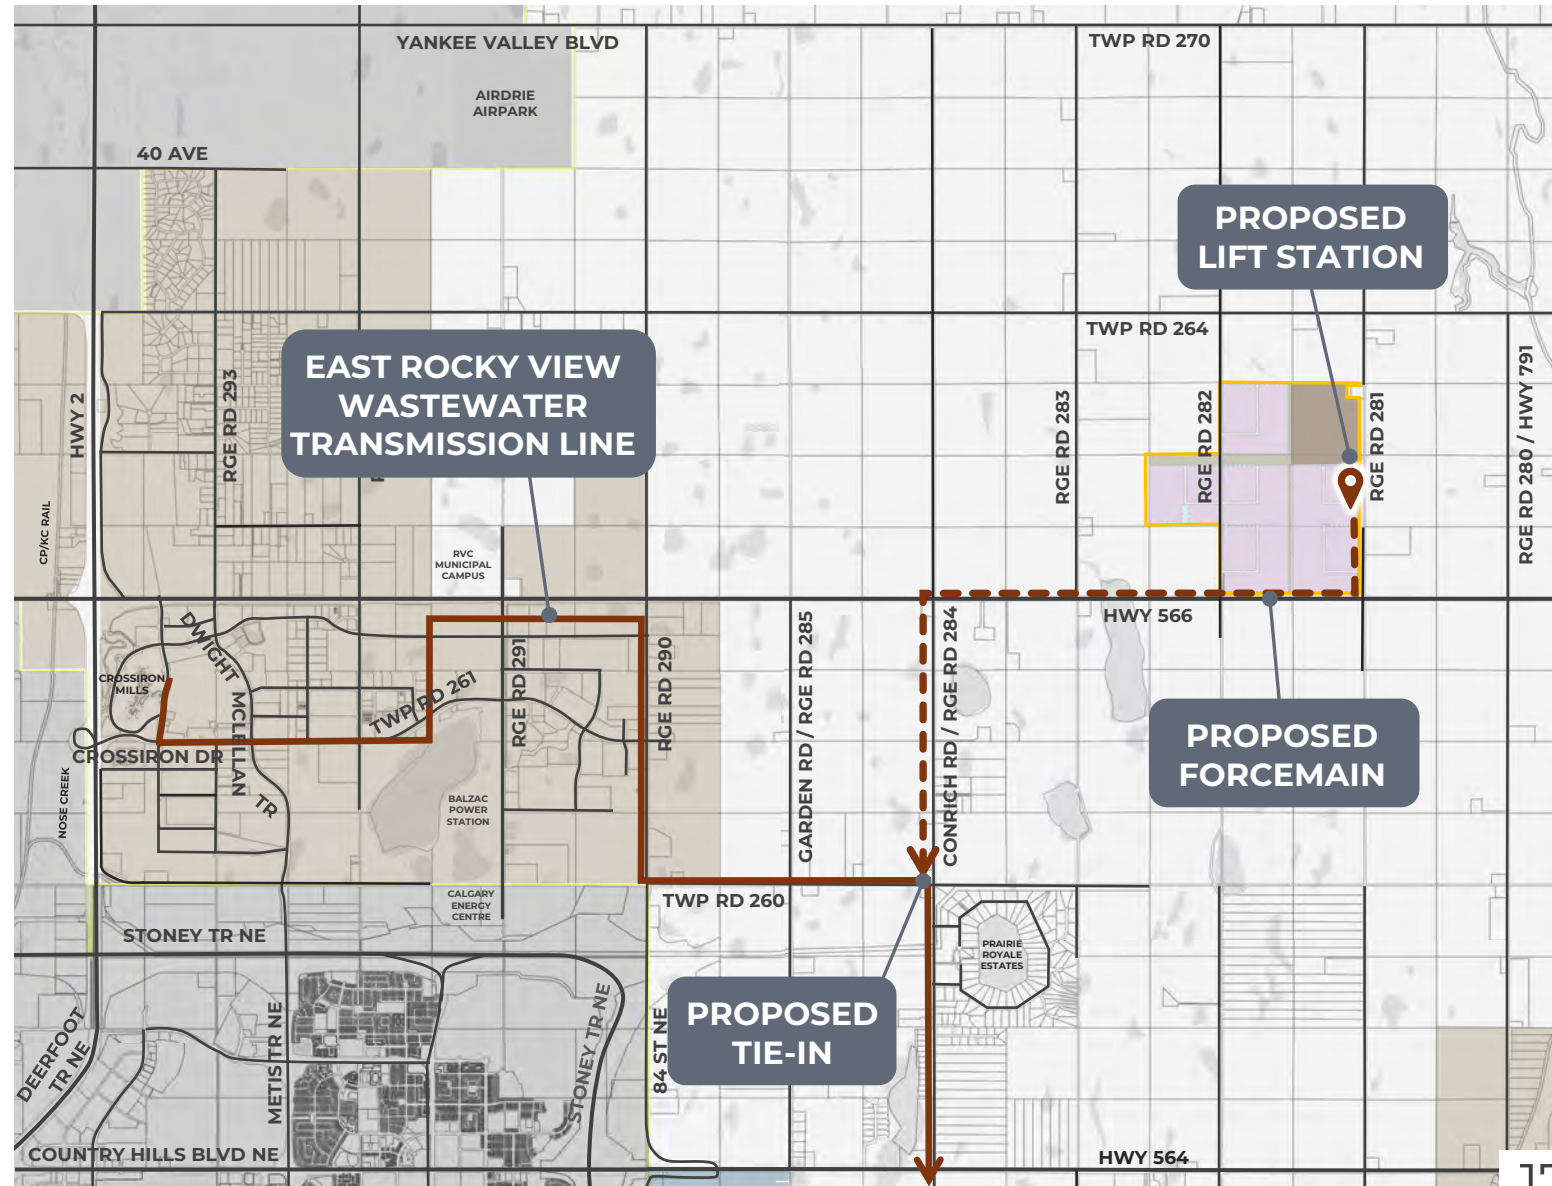 YANKEE VALLEY BLVD
TWP RD 270
AIRDRIE
AIRPARK
40 AVE
PROPOSED
LIFT STATION
TWP RD 264
EAST ROCKY VIEW
WASTEWATER
TRANSMISSION LINE
HWY 2
RGE RD 293
RGE RD 283
RGE RD 282
RGE RD 281
RGE RD 280 / HWY 791
CP/KC RAIL
RVC
MUNICIPAL
CAMPUS
HWY 566
DWIGHT MCLELLAN TR
CROSSIRON
MILLS
TWP RD 261
RGE RD 291
RGE RD 290
GARDEN RD / RGE RD 285
CONRICH RD / RGE RD 284
PROPOSED
FORCEMAIN
CROSSIRON DR
NOSE CREEK
BALZAC
POWER
STATION
CALGARY
ENERGY
CENTRE
TWP RD 260
STONEY TR NE
PRAIRIE
ROYALE
ESTATES
PROPOSED
TIE-IN
DEERFOOT
TR NE
METIS TR NE
STONEY TR NE
84 ST NE
COUNTRY HILLS BLVD NE
HWY 564